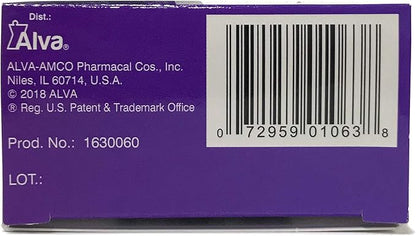 Dist.:
Alva®
ALVA-AMCO Pharmacal Cos., Inc.
Niles, IL 60714, U.S.A.
© 2018 ALVA
® Reg. U.S. Patent & Trademark Office
Prod. No.: 1630060
LOT.:
0 72959 01063 8